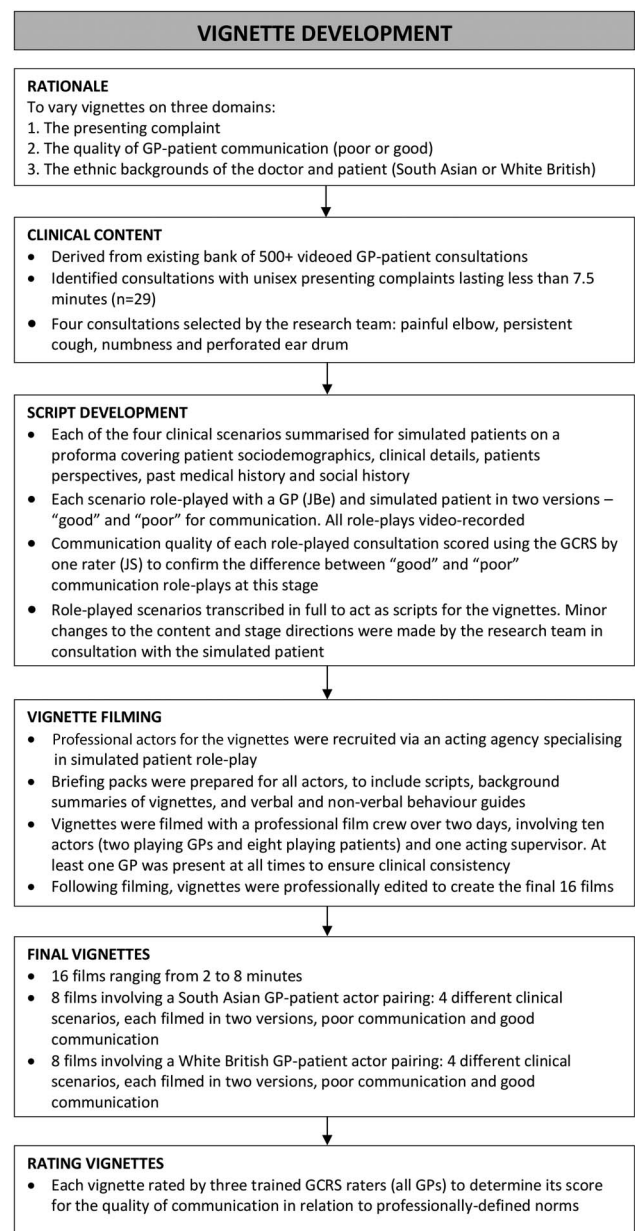 VIGNETTE DEVELOPMENT
RATIONALE
To vary vignettes on three domains:
1. The presenting complaint
2. The quality of GP-patient communication (poor or good)
3. The ethnic backgrounds of the doctor and patient (South Asian or White British)
CLINICAL CONTENT
• Derived from existing bank of 500+ videoed GP-patient consultations
• Identified consultations with unisex presenting complaints lasting less than 7.5
minutes (n=29)
• Four consultations selected by the research team: painful elbow, persistent
cough, numbness and perforated ear drum
SCRIPT DEVELOPMENT
• Each of the four clinical scenarios summarised for simulated patients on a
proforma covering patient sociodemographics, clinical details, patients
perspectives, past medical history and social history
• Each scenario role-played with a GP (JBe) and simulated patient in two versions –
“good” and “poor” for communication. All role-plays video-recorded
• Communication quality of each role-played consultation scored using the GCRS by
one rater (JS) to confirm the difference between “good” and “poor”
communication role-plays at this stage
• Role-played scenarios transcribed in full to act as scripts for the vignettes. Minor
changes to the content and stage directions were made by the research team in
consultation with the simulated patient
VIGNETTE FILMING
• Professional actors for the vignettes were recruited via an acting agency specialising
in simulated patient role-play
• Briefing packs were prepared for all actors, to include scripts, background
summaries of vignettes, and verbal and non-verbal behaviour guides
• Vignettes were filmed with a professional film crew over two days, involving ten
actors (two playing GPs and eight playing patients) and one acting supervisor. At
least one GP was present at all times to ensure clinical consistency
• Following filming, vignettes were professionally edited to create the final 16 films
FINAL VIGNETTES
• 16 films ranging from 2 to 8 minutes
• 8 films involving a South Asian GP-patient actor pairing: 4 different clinical
scenarios, each filmed in two versions, poor communication and good
communication
• 8 films involving a White British GP-patient actor pairing: 4 different clinical
scenarios, each filmed in two versions, poor communication and good
communication
RATING VIGNETTES
• Each vignette rated by three trained GCRS raters (all GPs) to determine its score
for the quality of communication in relation to professionally-defined norms